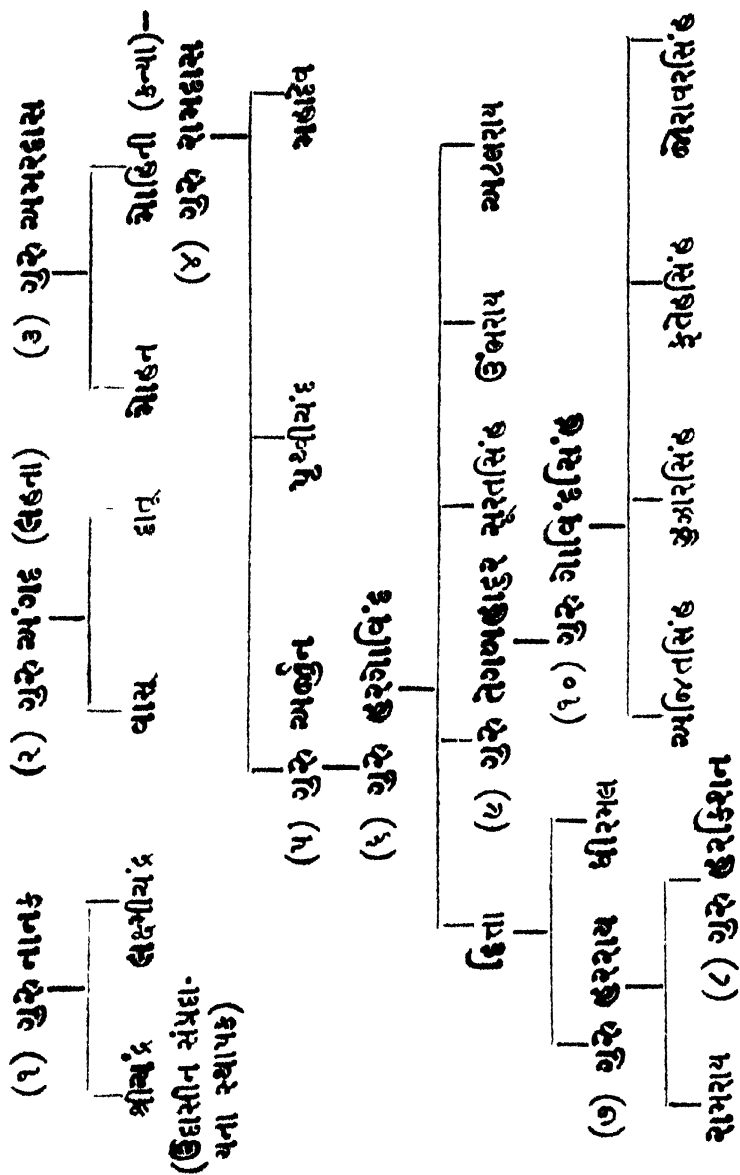 (૧) ગુરુ નાનક
શ્રીચંદ્ર
લક્ષ્મીચંદ્ર
(ઉદાસીન સંપ્રદા-
યના સ્થાપક)
(૨) ગુરુ અંગદ (લહના)
વાસૂ
દાતૂ
(૩) ગુરુ અમરદાસ
મોહન
મોહિની (કન્યા)—
(૪) ગુરુ રામદાસ
(૫) ગુરુ અર્જુન
પૃથ્વીચંદ્ર
મહાદેવ
(૬) ગુરુ હરગોવિંદ
દિત્તા
(૯) ગુરુ તેગબહાદુર
સૂરતસિંહ
ઉંભરાય
અટલરાય
(૭) ગુરુ હરરાય
ધીરમલ
(૧૦) ગુરુ ગોવિંદસિંહ
રામરાય
(૮) ગુરુ હરકિશન
અજિતસિંહ
જુઝારસિંહ
ફતેહસિંહ
જોરાવરસિંહ